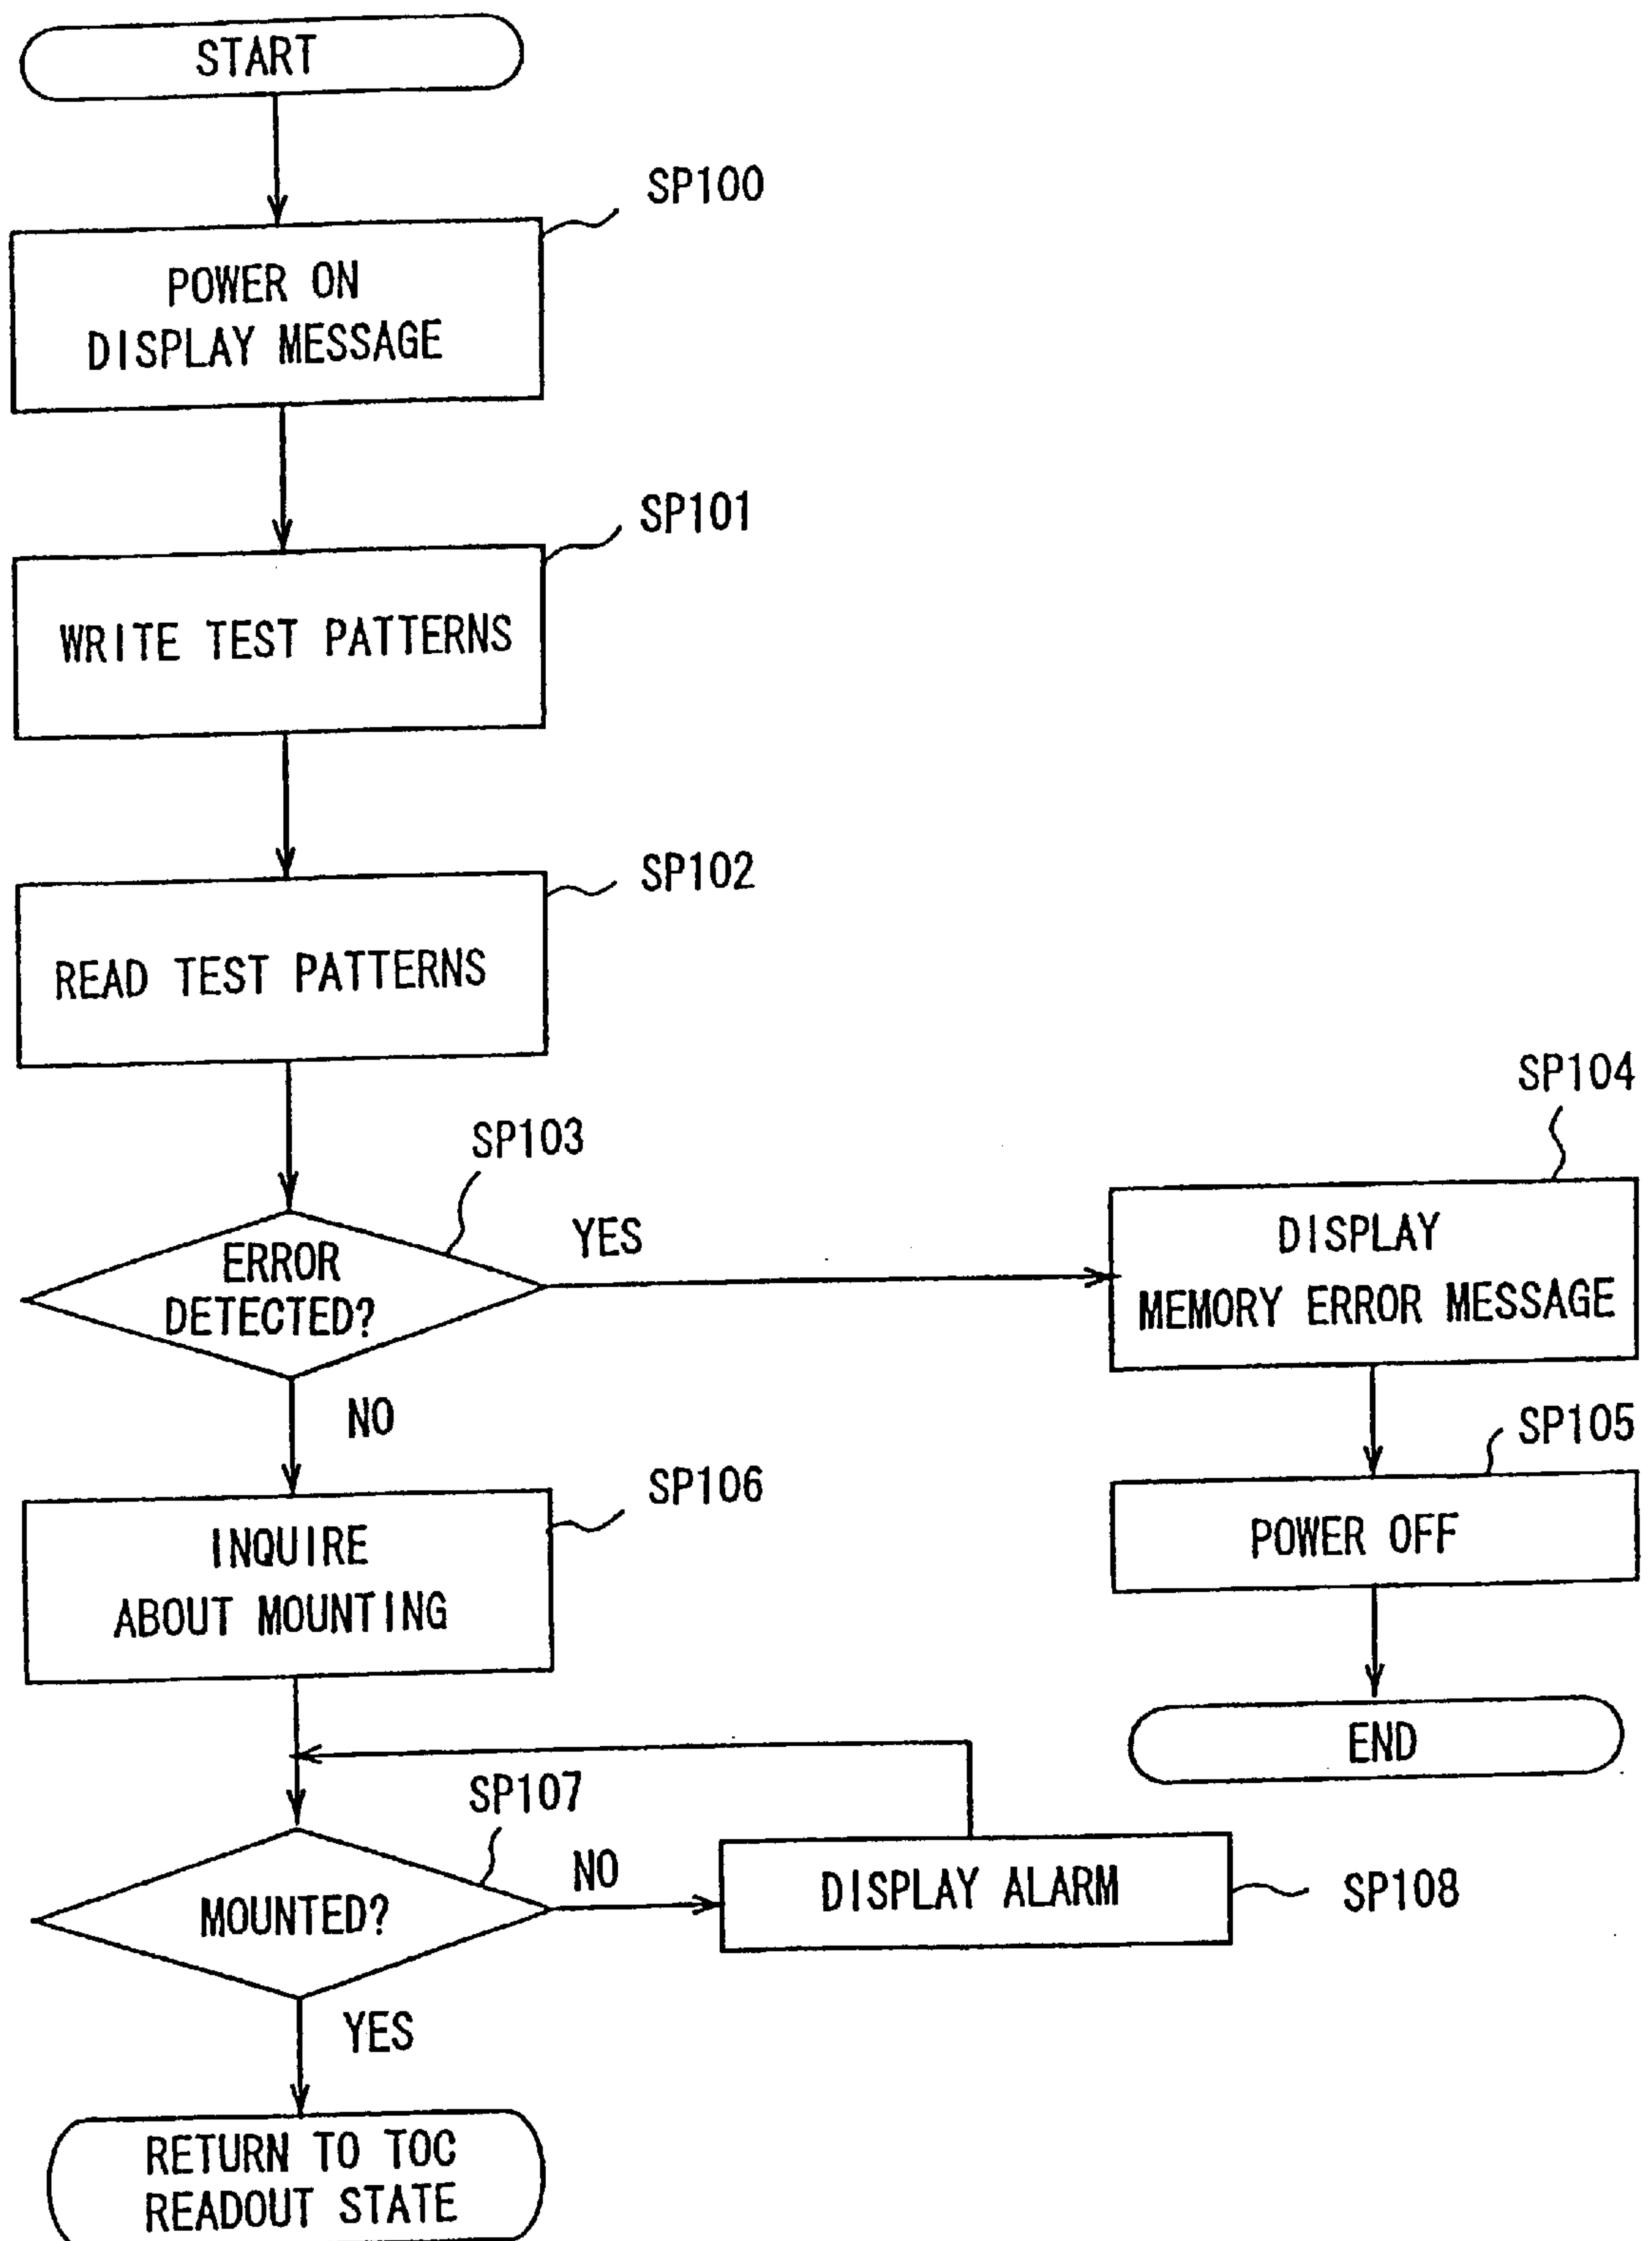 START
SP100
POWER ON
DISPLAY MESSAGE
SP101
WRITE TEST PATTERNS
SP102
READ TEST PATTERNS
SP103
ERROR
DETECTED?
YES
NO
SP104
DISPLAY
MEMORY ERROR MESSAGE
SP105
POWER OFF
END
SP106
INQUIRE
ABOUT MOUNTING
SP107
MOUNTED?
NO
DISPLAY ALARM
SP108
YES
RETURN TO TOC
READOUT STATE